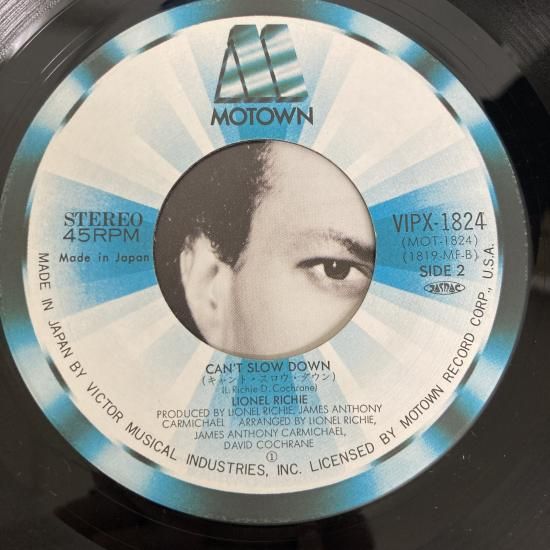 MOTOWN
STEREO
45RPM
Made in Japan
VIPX-1824
(MOT-1824)
(1819-MF-B)
SIDE 2
JASRAC
CAN'T SLOW DOWN
(キャント・スロウ・ダウン)
(L. Richie D. Cochrane)
LIONEL RICHIE
PRODUCED BY LIONEL RICHIE, JAMES ANTHONY
CARMICHAEL ARRANGED BY LIONEL RICHIE,
JAMES ANTHONY CARMICHAEL,
DAVID COCHRANE
①
MADE IN JAPAN BY VICTOR MUSICAL INDUSTRIES, INC. LICENSED BY MOTOWN RECORD CORP., U.S.A.